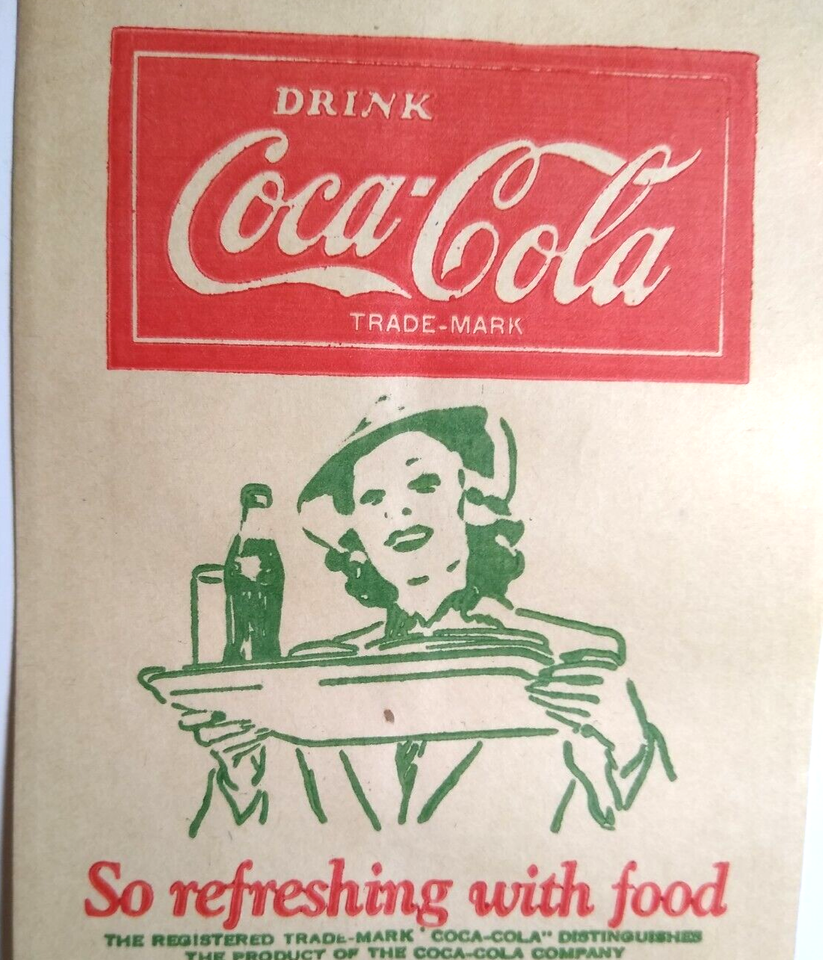 DRINK
Coca-Cola
TRADE-MARK
So refreshing with food
THE REGISTERED TRADE-MARK "COCA-COLA" DISTINGUISHES
THE PRODUCT OF THE COCA-COLA COMPANY